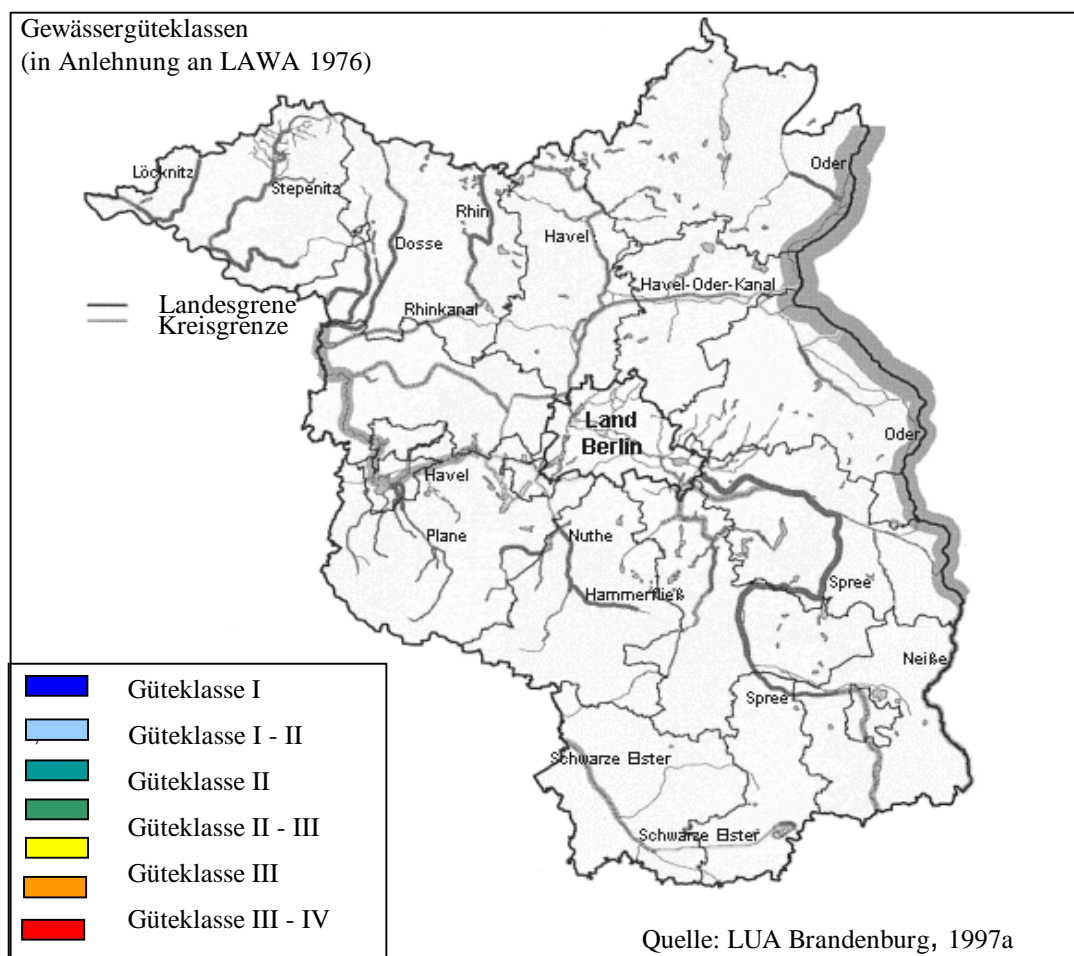 Gewässergüteklassen
(in Anlehnung an LAWA 1976)
Löcknitz
Stepenitz
Rhin
Oder
Dosse
Havel
Havel-Oder-Kanal
Landesgrene
Kreisgrenze
Rhinkanal
Land
Berlin
Oder
Havel
Plane
Nuthe
Hammerfließ
Spree
Neiße
Spree
Schwarze Elster
Schwarze Elster
Güteklasse I
Güteklasse I - II
Güteklasse II
Güteklasse II - III
Güteklasse III
Güteklasse III - IV
Quelle: LUA Brandenburg, 1997a